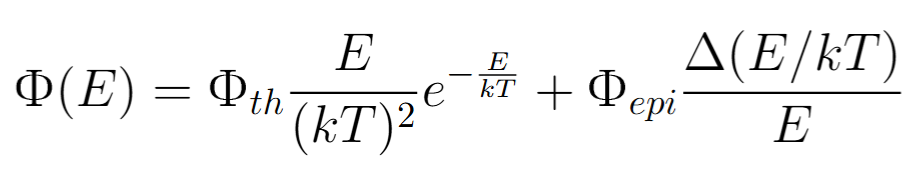 Φ(E) = Φ_{th} \frac{E}{(kT)^2} e^{-\frac{E}{kT}} + Φ_{epi} \frac{Δ(E/kT)}{E}